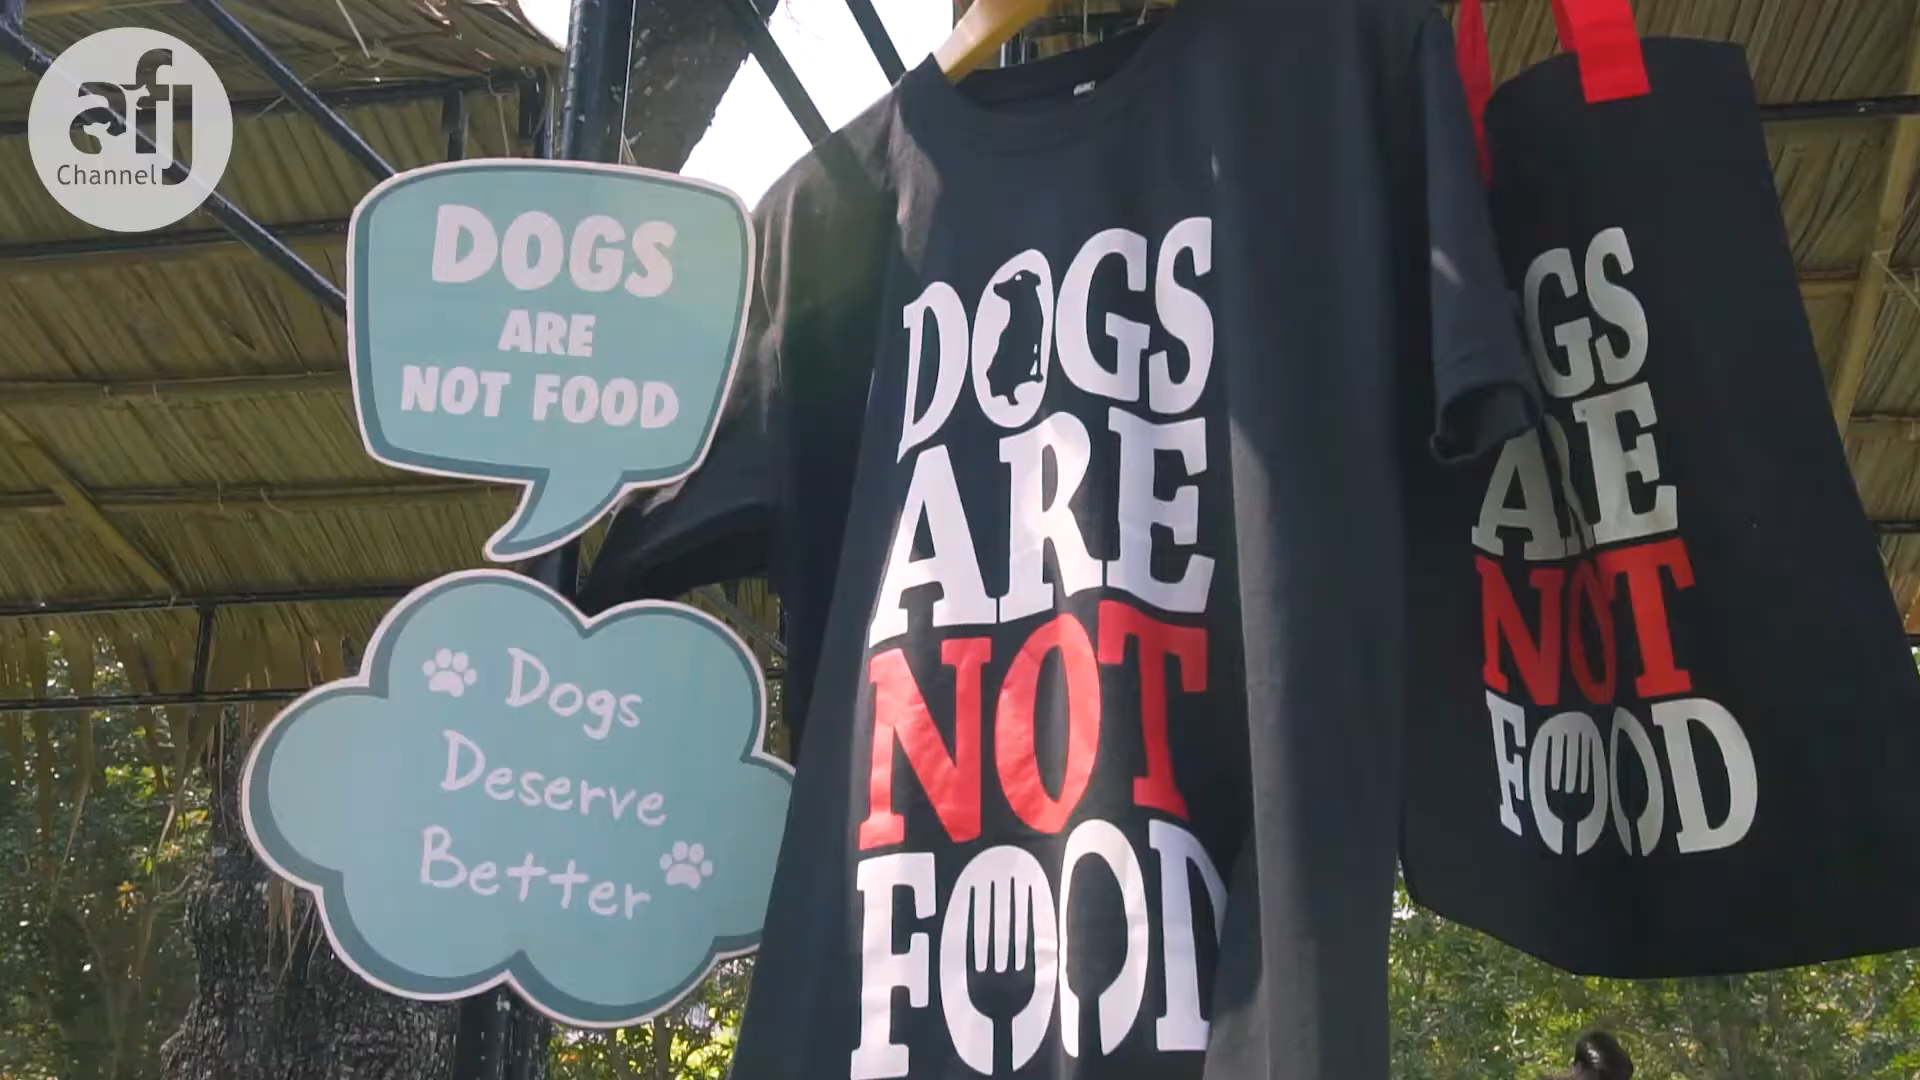 afj
Channel
DOGS
ARE
NOT FOOD
Dogs
Deserve
Better
DOGS
ARE
NOT
FOOD
GS
ARE
NOT
FOOD